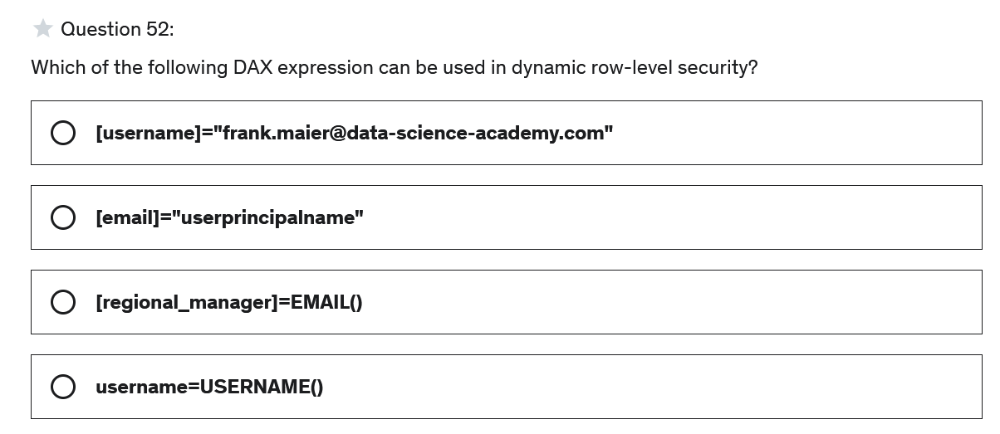 Question 52:
Which of the following DAX expression can be used in dynamic row-level security?
[username]="frank.maier@data-science-academy.com"
[email]="userprincipalname"
[regional_manager]=EMAIL()
username=USERNAME()